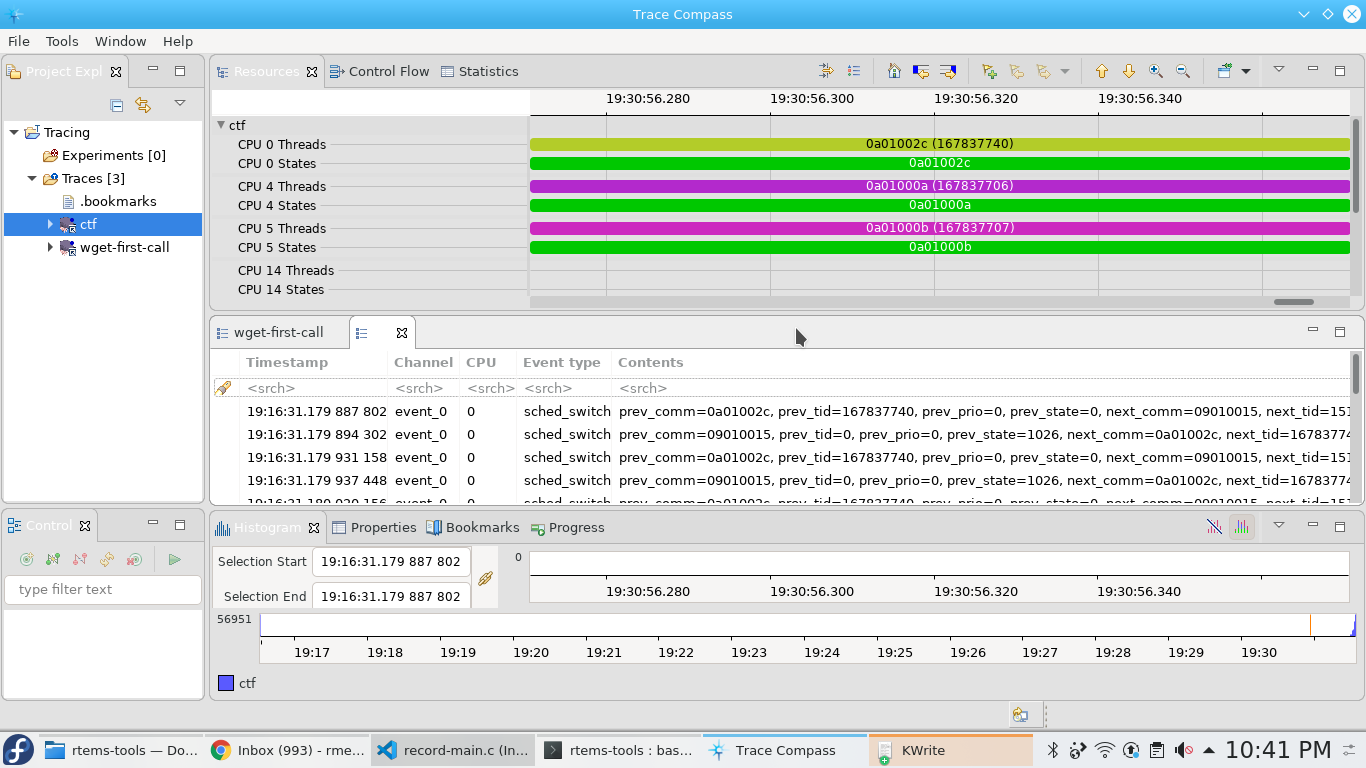 Trace Compass
File Tools Window Help
Project Expl
Resources Control Flow Statistics
19:30:56.280 19:30:56.300 19:30:56.320 19:30:56.340
Tracing
Experiments [0]
Traces [3]
.bookmarks
ctf
wget-first-call
ctf
CPU 0 Threads 0a01002c (167837740)
CPU 0 States 0a01002c
CPU 4 Threads 0a01000a (167837706)
CPU 4 States 0a01000a
CPU 5 Threads 0a01000b (167837707)
CPU 5 States 0a01000b
CPU 14 Threads
CPU 14 States
wget-first-call
Timestamp Channel CPU Event type Contents
<srch> <srch> <srch> <srch> <srch>
19:16:31.179 887 802 event_0 0 sched_switch prev_comm=0a01002c, prev_tid=167837740, prev_prio=0, prev_state=0, next_comm=09010015, next_tid=151
19:16:31.179 894 302 event_0 0 sched_switch prev_comm=09010015, prev_tid=0, prev_prio=0, prev_state=1026, next_comm=0a01002c, next_tid=16783774
19:16:31.179 931 158 event_0 0 sched_switch prev_comm=0a01002c, prev_tid=167837740, prev_prio=0, prev_state=0, next_comm=09010015, next_tid=151
19:16:31.179 937 448 event_0 0 sched_switch prev_comm=09010015, prev_tid=0, prev_prio=0, prev_state=1026, next_comm=0a01002c, next_tid=16783774
Control
type filter text
Histogram Properties Bookmarks Progress
Selection Start 19:16:31.179 887 802
Selection End 19:16:31.179 887 802
0
19:30:56.280 19:30:56.300 19:30:56.320 19:30:56.340
56951
19:17 19:18 19:19 19:20 19:21 19:22 19:23 19:24 19:25 19:26 19:27 19:28 19:29 19:30
ctf
rtems-tools — Do... Inbox (993) - rme... record-main.c (In... rtems-tools : bas... Trace Compass KWrite 10:41 PM